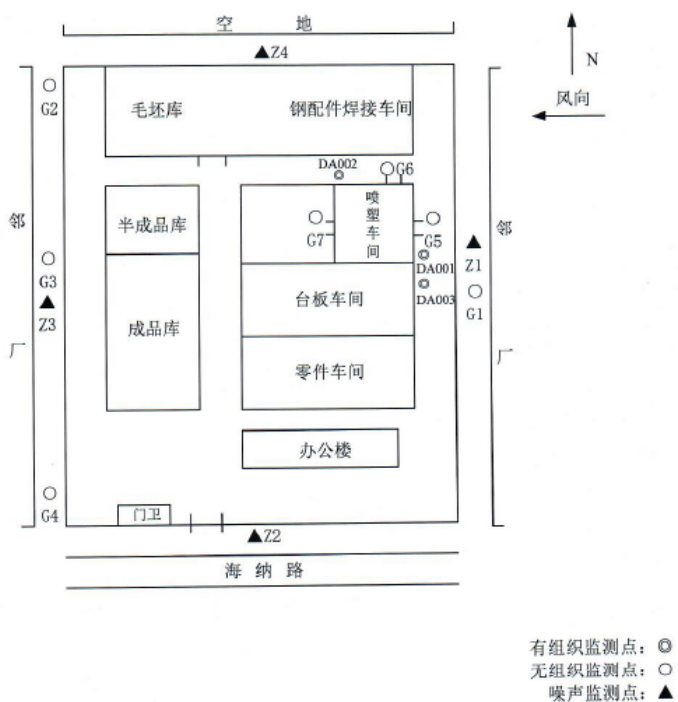 空 地
▲Z4
N
风向
G2
毛坯库
钢配件焊接车间
DA002
G6
邻
厂
半成品库
喷塑车间
G7
G5
邻
厂
G3
Z3
Z1
DA001
DA003
G1
台板车间
成品库
零件车间
办公楼
G4
门卫
▲Z2
海 纳 路
有组织监测点：◎
无组织监测点：○
噪声监测点：▲